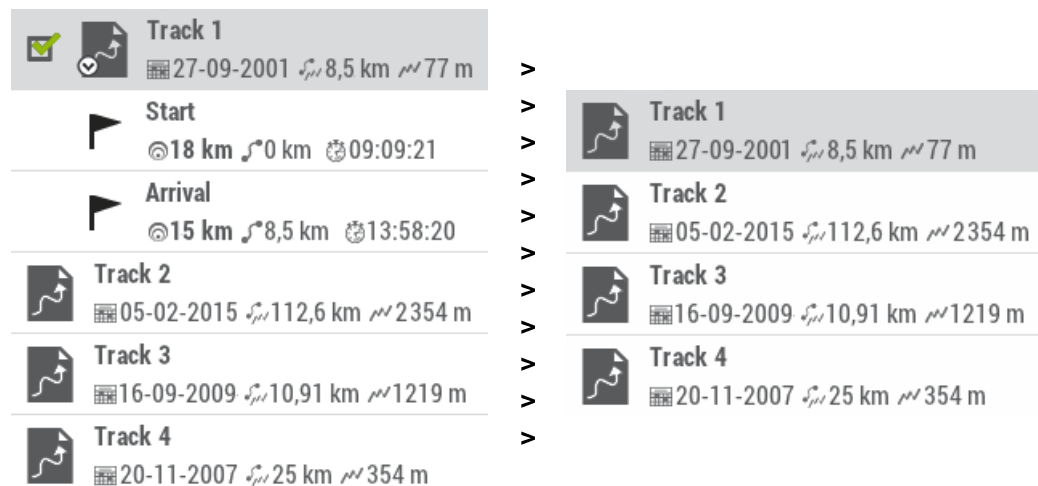 Track 1
27-09-2001 8,5 km 77 m
Start
18 km 0 km 09:09:21
Arrival
15 km 8,5 km 13:58:20
Track 2
05-02-2015 112,6 km 2354 m
Track 3
16-09-2009 10,91 km 1219 m
Track 4
20-11-2007 25 km 354 m
>
>
>
>
>
>
>
>
>
>
>
Track 1
27-09-2001 8,5 km 77 m
Track 2
05-02-2015 112,6 km 2354 m
Track 3
16-09-2009 10,91 km 1219 m
Track 4
20-11-2007 25 km 354 m